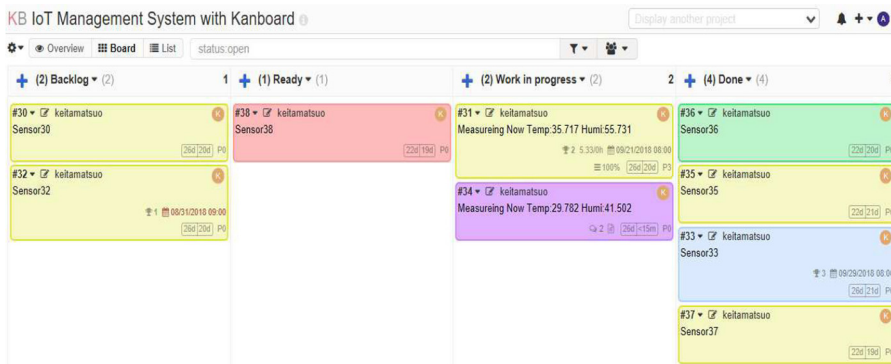 KB IoT Management System with Kanboard
Display another project
A
Overview Board List status:open
(2) Backlog (2) 1
#30 keitamatsuo K
Sensor30
26d 20d P0
#32 keitamatsuo K
Sensor32
1 08/31/2018 09:00
26d 20d P0
(1) Ready (1)
#38 keitamatsuo K
Sensor38
22d 19d P0
(2) Work in progress (2) 2
#31 keitamatsuo K
Measureing Now Temp:35.717 Humi:55.731
2 5.33/0h 09/21/2018 08:00
100% 26d 20d P3
#34 keitamatsuo K
Measureing Now Temp:29.782 Humi:41.502
2 26d <15m P0
(4) Done (4)
#36 keitamatsuo K
Sensor36
22d 20d P
#35 keitamatsuo K
Sensor35
22d 21d P
#33 keitamatsuo K
Sensor33
3 09/29/2018 08:0
26d 21d P
#37 keitamatsuo K
Sensor37
22d 19d P